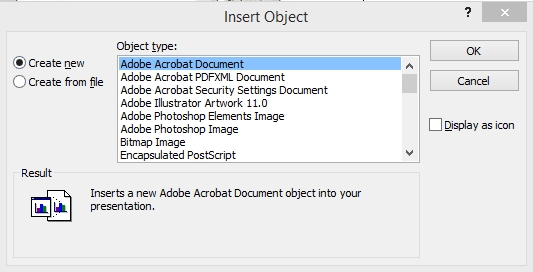 Insert Object
?
Object type:
Create new
Create from file
Adobe Acrobat Document
Adobe Acrobat PDFXML Document
Adobe Acrobat Security Settings Document
Adobe Illustrator Artwork 11.0
Adobe Photoshop Elements Image
Adobe Photoshop Image
Bitmap Image
Encapsulated PostScript
OK
Cancel
Display as icon
Result
Inserts a new Adobe Acrobat Document object into your
presentation.